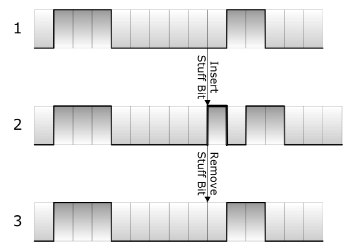 1
Insert
Stuff Bit
2
Remove
Stuff Bit
3